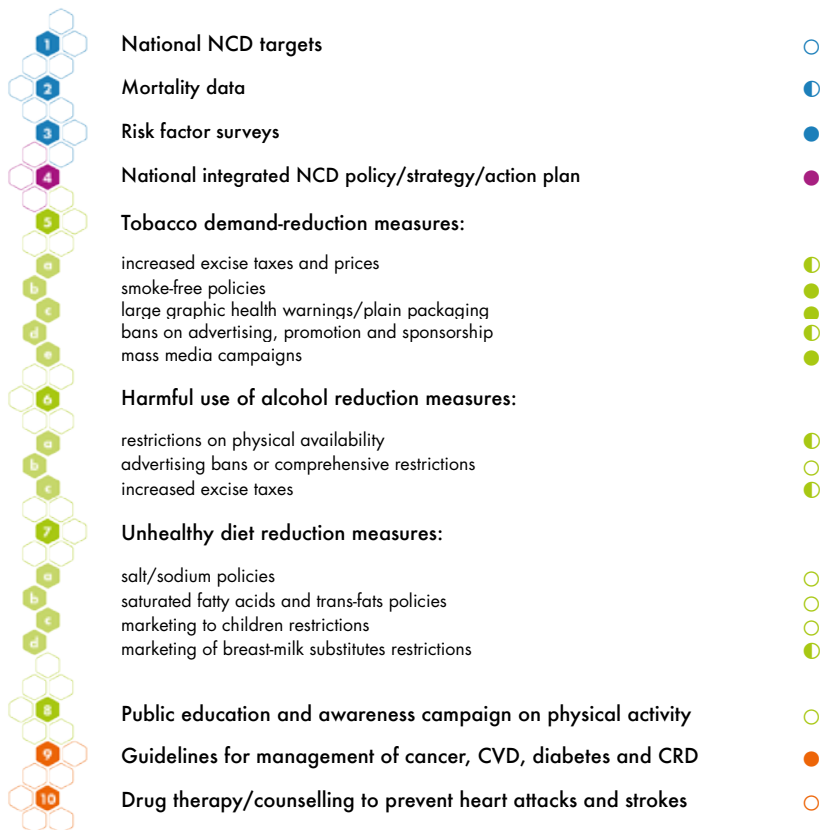 1 National NCD targets
2 Mortality data
3 Risk factor surveys
4 National integrated NCD policy/strategy/action plan
5 Tobacco demand-reduction measures:
a increased excise taxes and prices
b smoke-free policies
c large graphic health warnings/plain packaging
d bans on advertising, promotion and sponsorship
e mass media campaigns
6 Harmful use of alcohol reduction measures:
a restrictions on physical availability
b advertising bans or comprehensive restrictions
c increased excise taxes
7 Unhealthy diet reduction measures:
a salt/sodium policies
b saturated fatty acids and trans-fats policies
c marketing to children restrictions
d marketing of breast-milk substitutes restrictions
8 Public education and awareness campaign on physical activity
9 Guidelines for management of cancer, CVD, diabetes and CRD
10 Drug therapy/counselling to prevent heart attacks and strokes